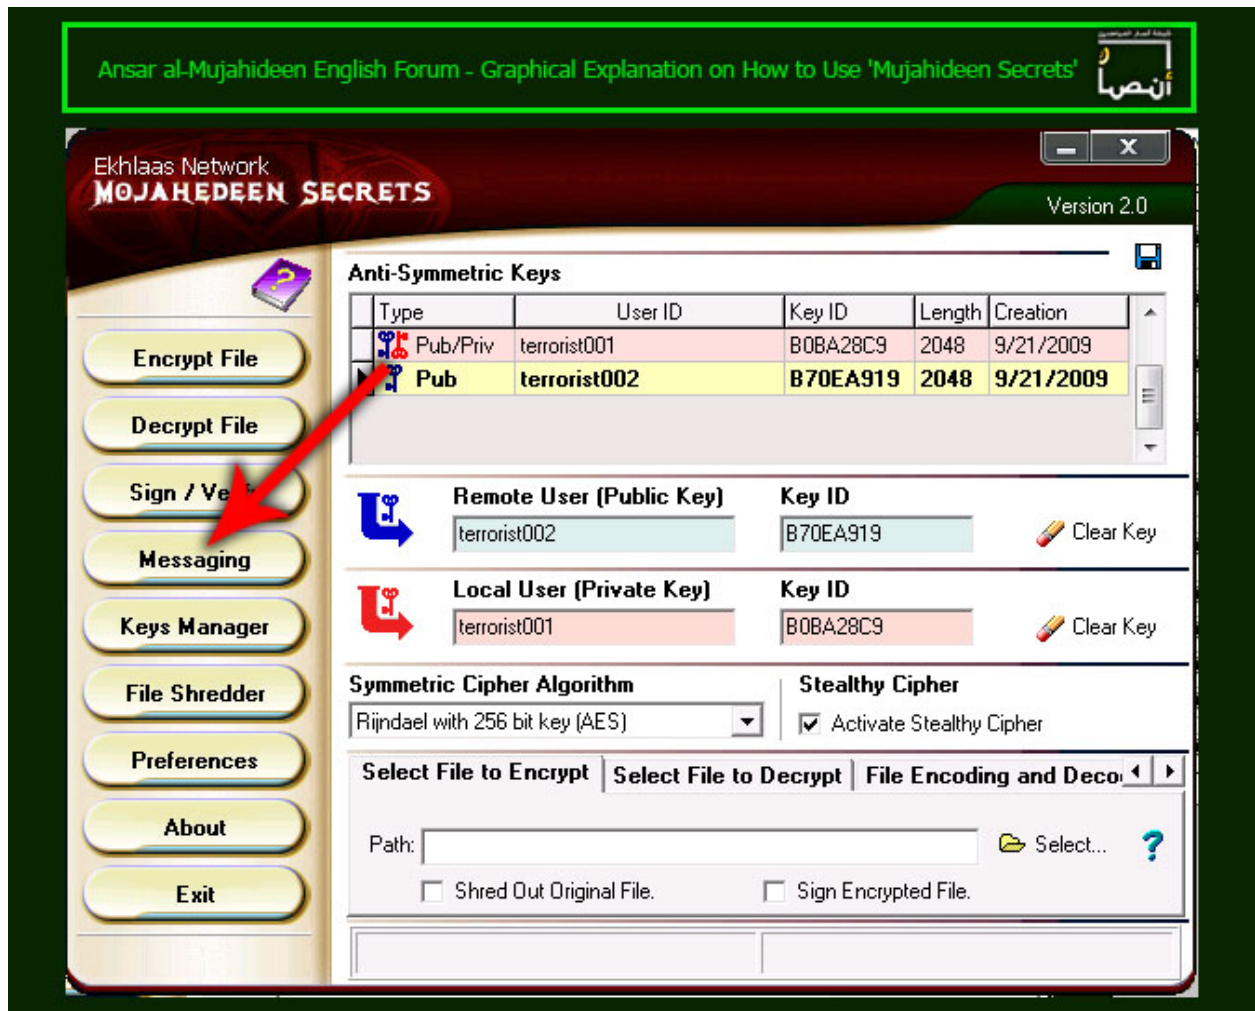 Ansar al-Mujahideen English Forum - Graphical Explanation on How to Use 'Mujahideen Secrets'
أنصار
Ekhlaas Network
MOJAHEDEEN SECRETS
Version 2.0
Encrypt File
Decrypt File
Sign /
Messaging
Keys Manager
File Shredder
Preferences
About
Exit
Anti-Symmetric Keys
Type User ID Key ID Length Creation
Pub/Priv terrorist001 B0BA28C9 2048 9/21/2009
Pub terrorist002 B70EA919 2048 9/21/2009
Remote User (Public Key) Key ID
terrorist002 B70EA919 Clear Key
Local User (Private Key) Key ID
terrorist001 B0BA28C9 Clear Key
Symmetric Cipher Algorithm Stealthy Cipher
Rijndael with 256 bit key (AES) Activate Stealthy Cipher
Select File to Encrypt Select File to Decrypt File Encoding and Deco
Path: Select... ?
Shred Out Original File. Sign Encrypted File.